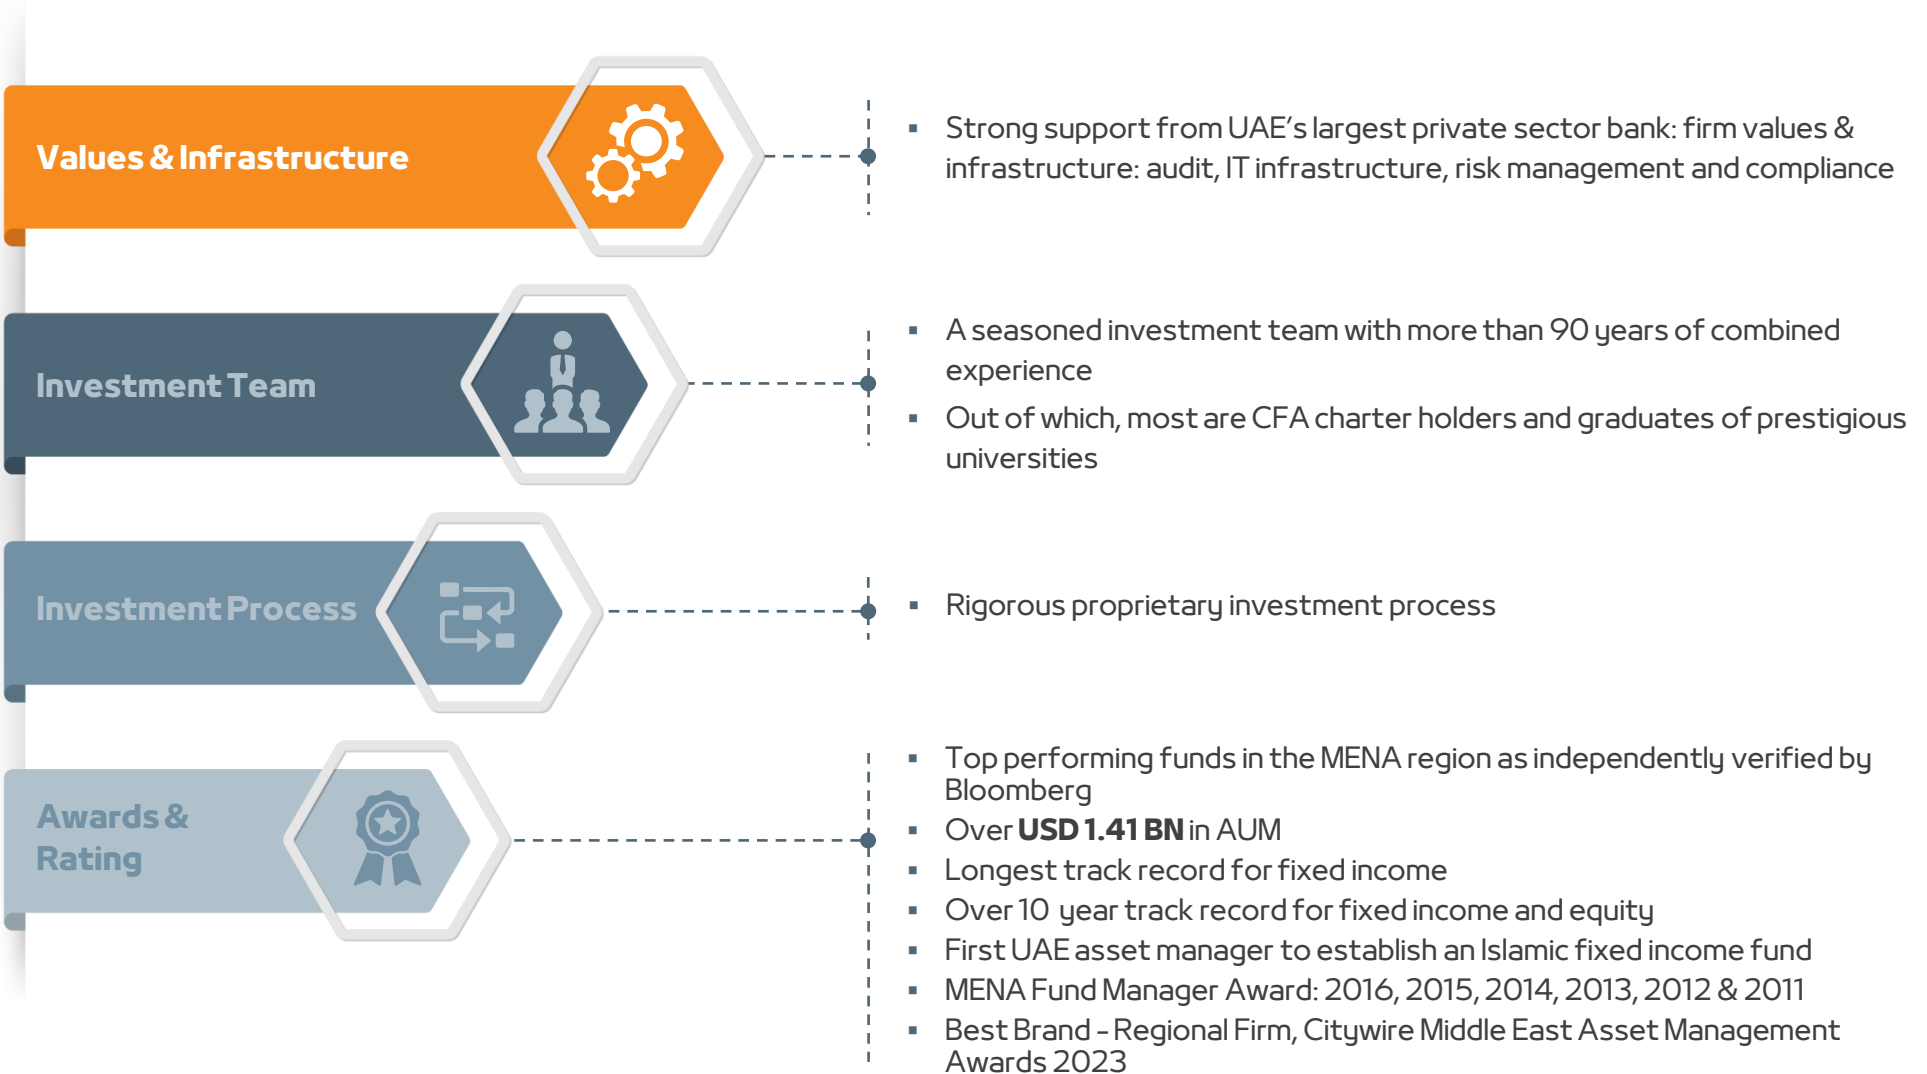 Values & Infrastructure
▪ Strong support from UAE's largest private sector bank: firm values &
infrastructure: audit, IT infrastructure, risk management and compliance
Investment Team
▪ A seasoned investment team with more than 90 years of combined
experience
▪ Out of which, most are CFA charter holders and graduates of prestigious
universities
Investment Process
▪ Rigorous proprietary investment process
Awards &
Rating
▪ Top performing funds in the MENA region as independently verified by
Bloomberg
▪ Over USD 1.41 BN in AUM
▪ Longest track record for fixed income
▪ Over 10 year track record for fixed income and equity
▪ First UAE asset manager to establish an Islamic fixed income fund
▪ MENA Fund Manager Award: 2016, 2015, 2014, 2013, 2012 & 2011
▪ Best Brand – Regional Firm, Citywire Middle East Asset Management
Awards 2023